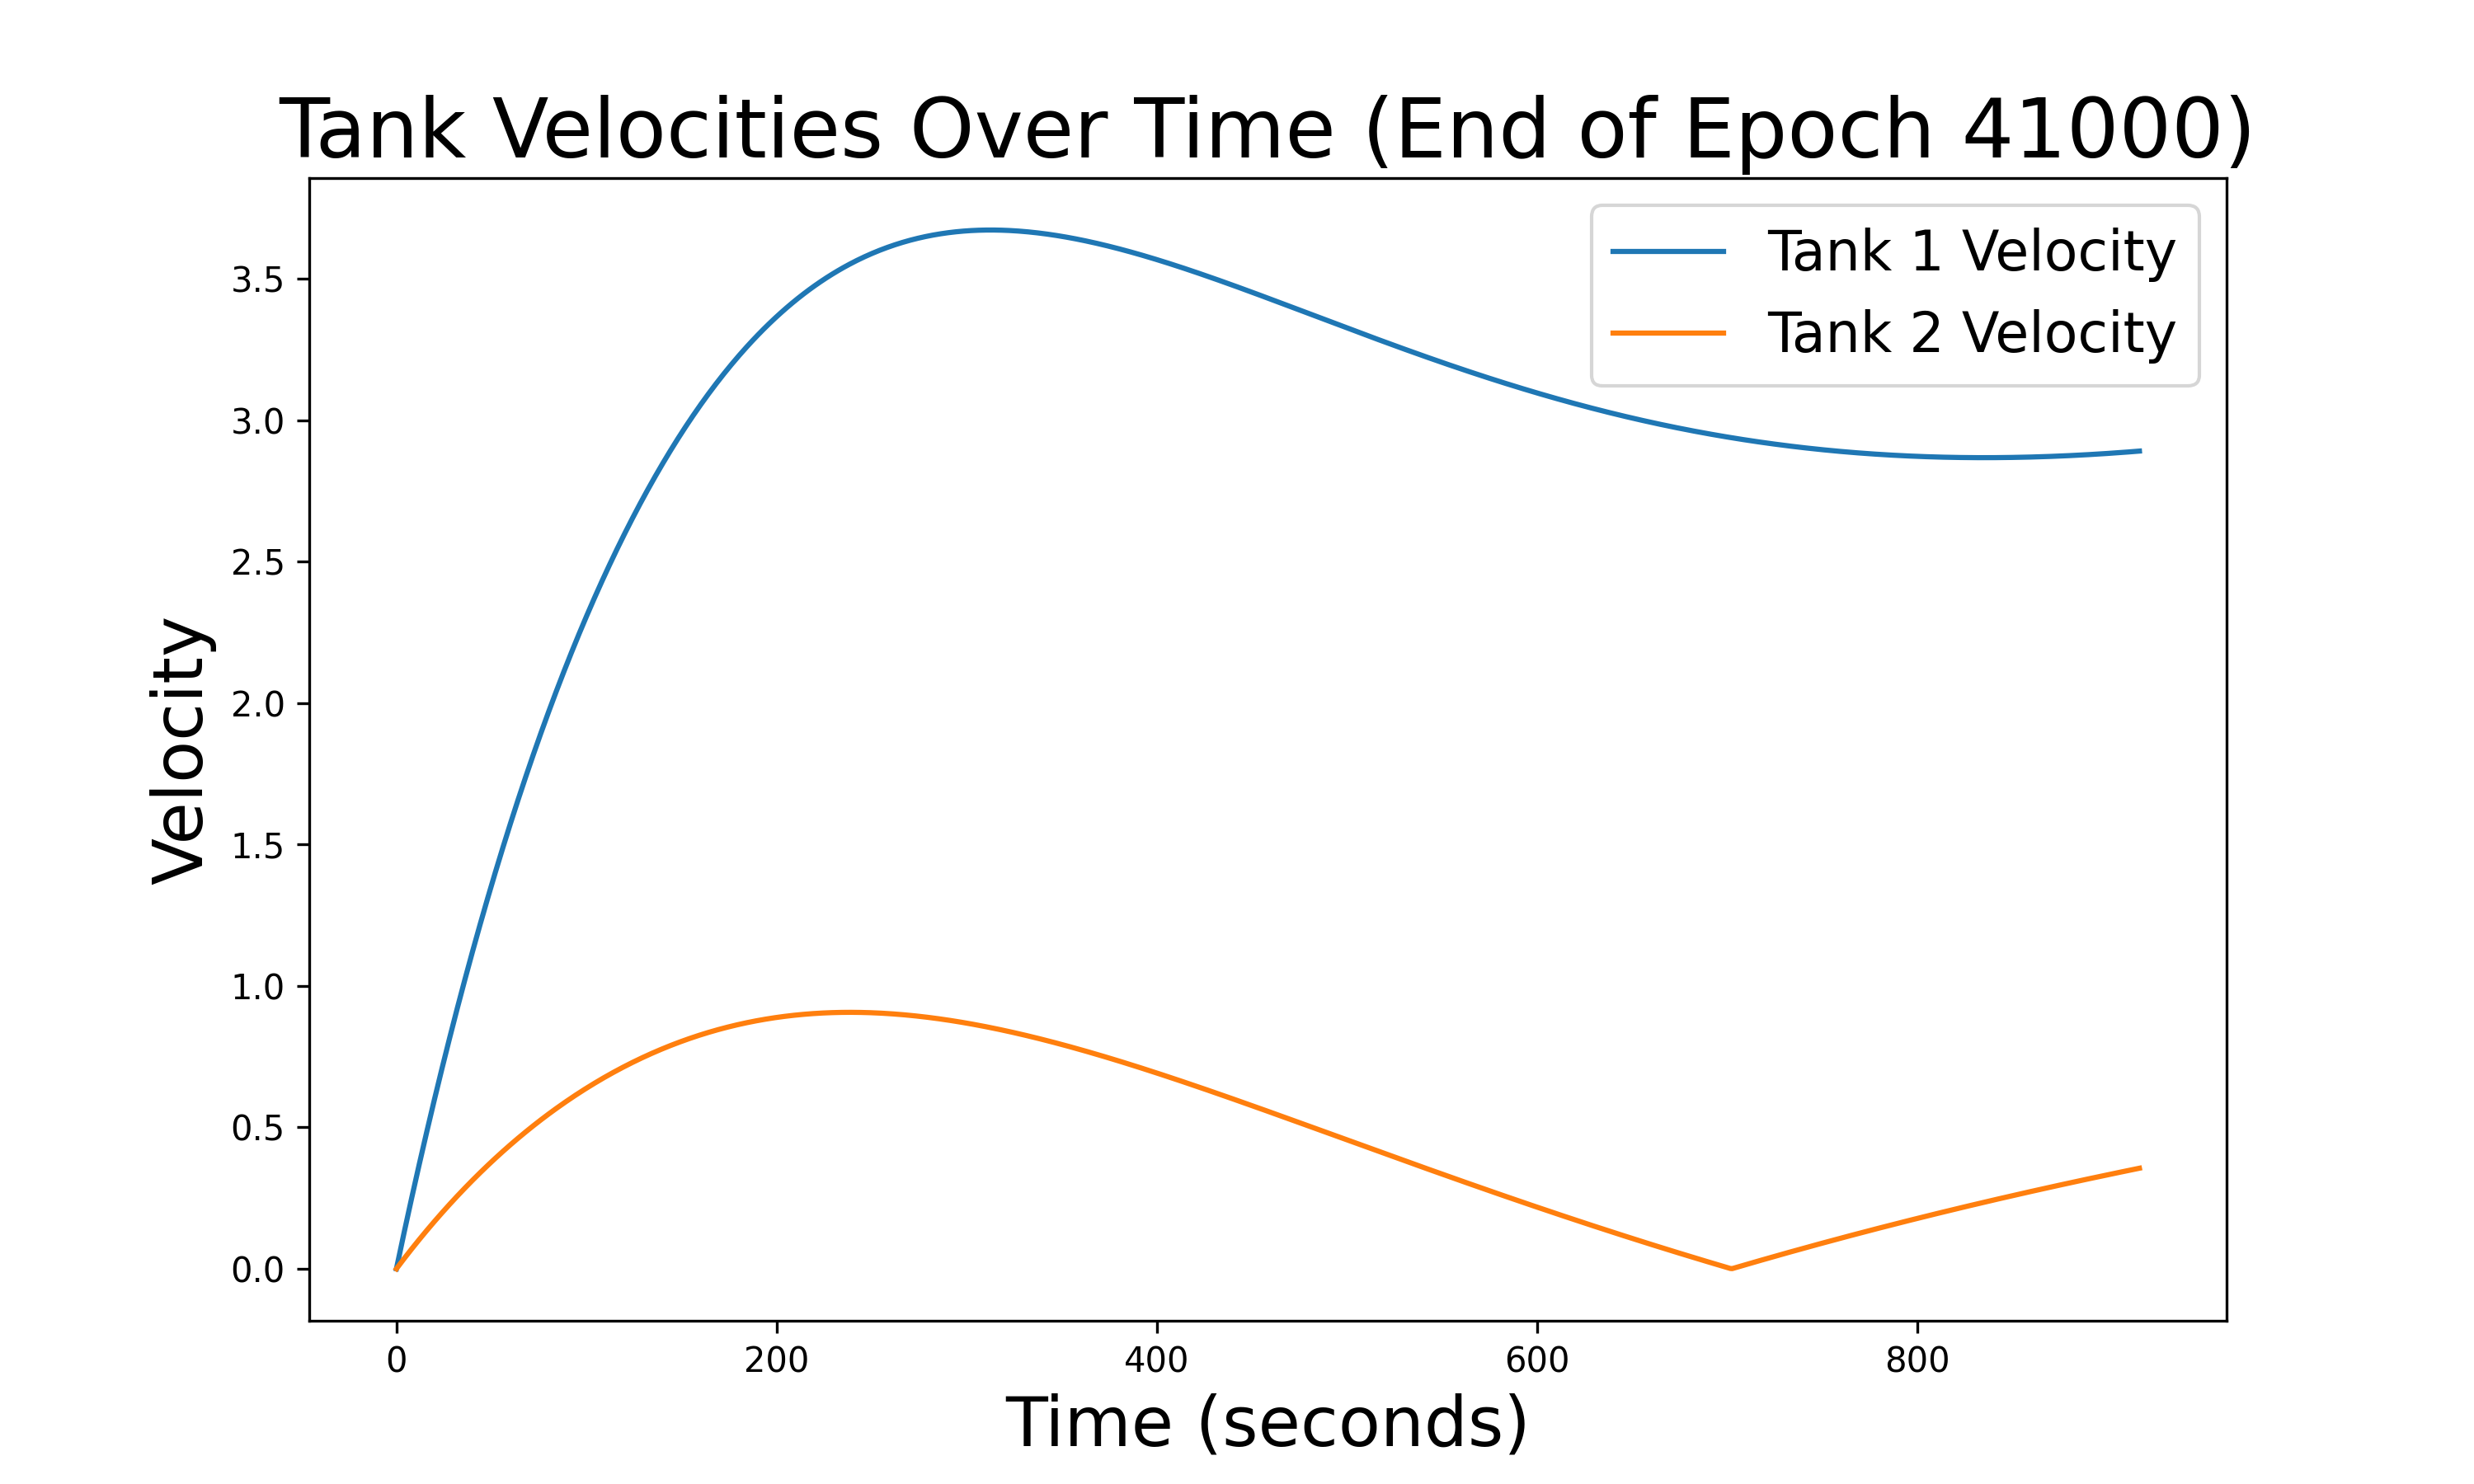 Tank Velocities Over Time (End of Epoch 41000)
Tank 1 Velocity
Tank 2 Velocity
3.5
3.0
2.5
2.0
1.5
1.0
0.5
0.0
Velocity
0 200 400 600 800
Time (seconds)